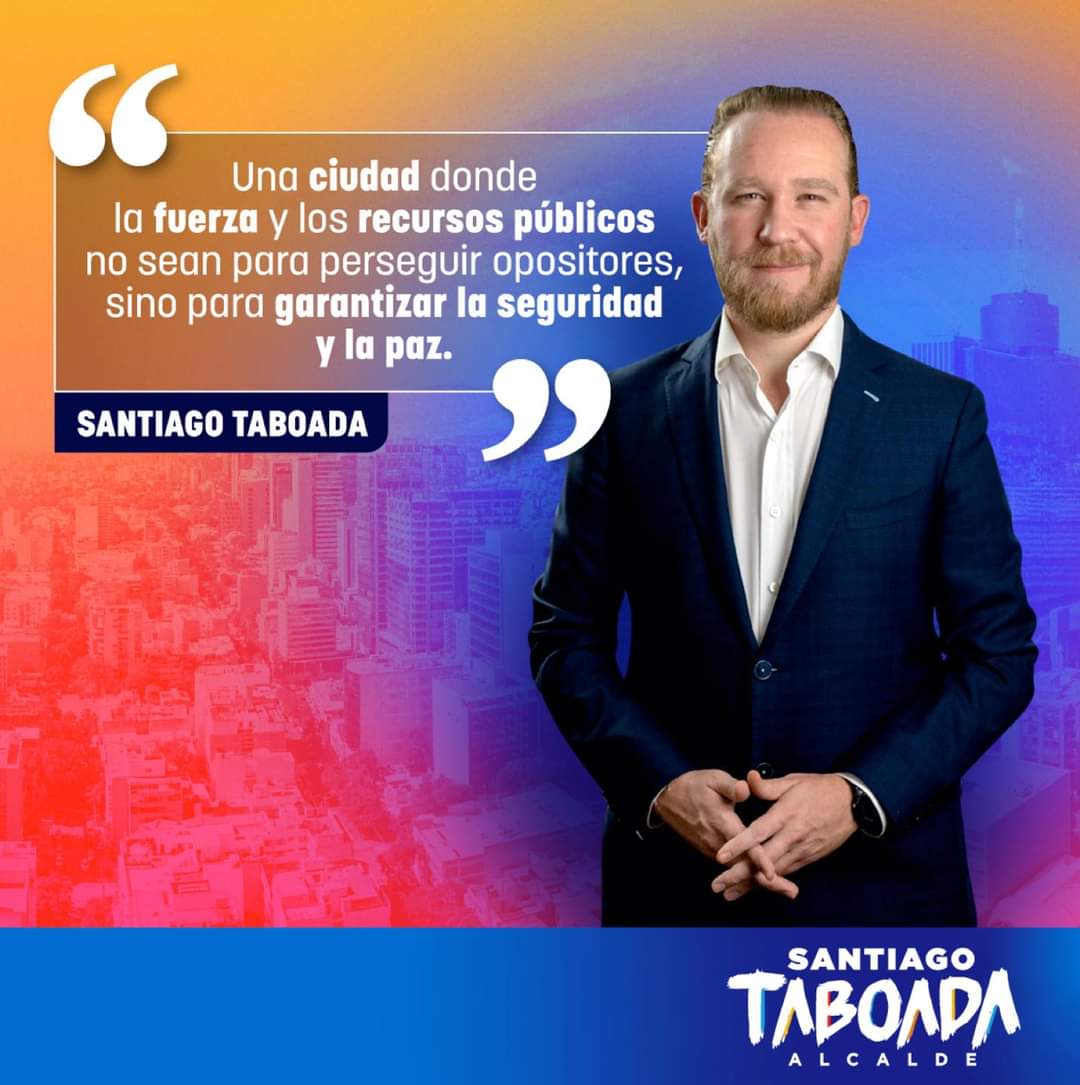 “
Una ciudad donde
la fuerza y los recursos públicos
no sean para perseguir opositores,
sino para garantizar la seguridad
y la paz.
”
SANTIAGO TABOADA
SANTIAGO
TABOADA
ALCALDE